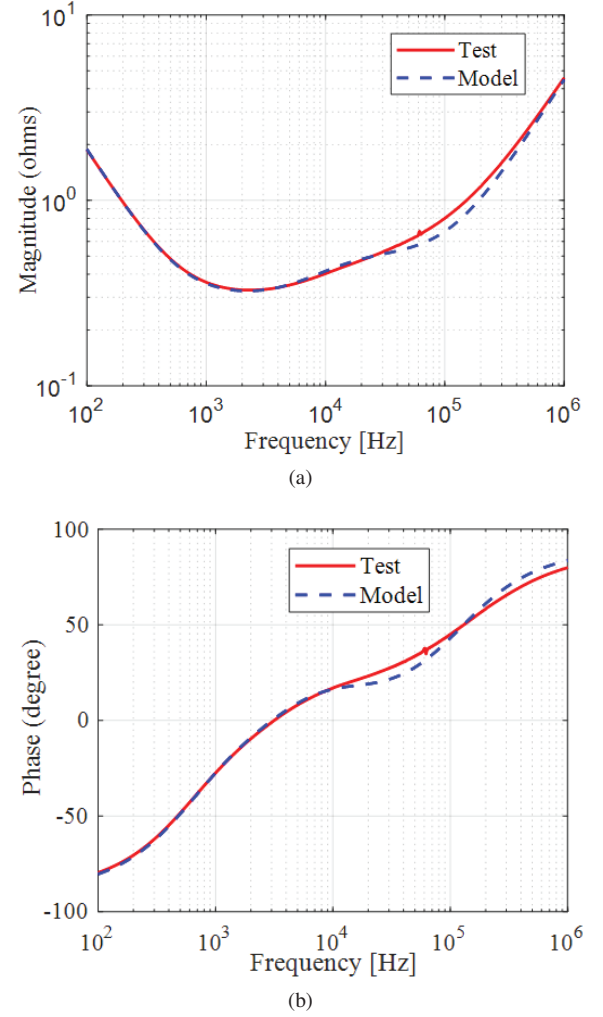 10^1
Test
Model
Magnitude (ohms)
10^0
10^-1
10^2 10^3 10^4 10^5 10^6
Frequency [Hz]
(a)
100
Test
Model
50
Phase (degree)
0
-50
-100
10^2 10^3 10^4 10^5 10^6
Frequency [Hz]
(b)